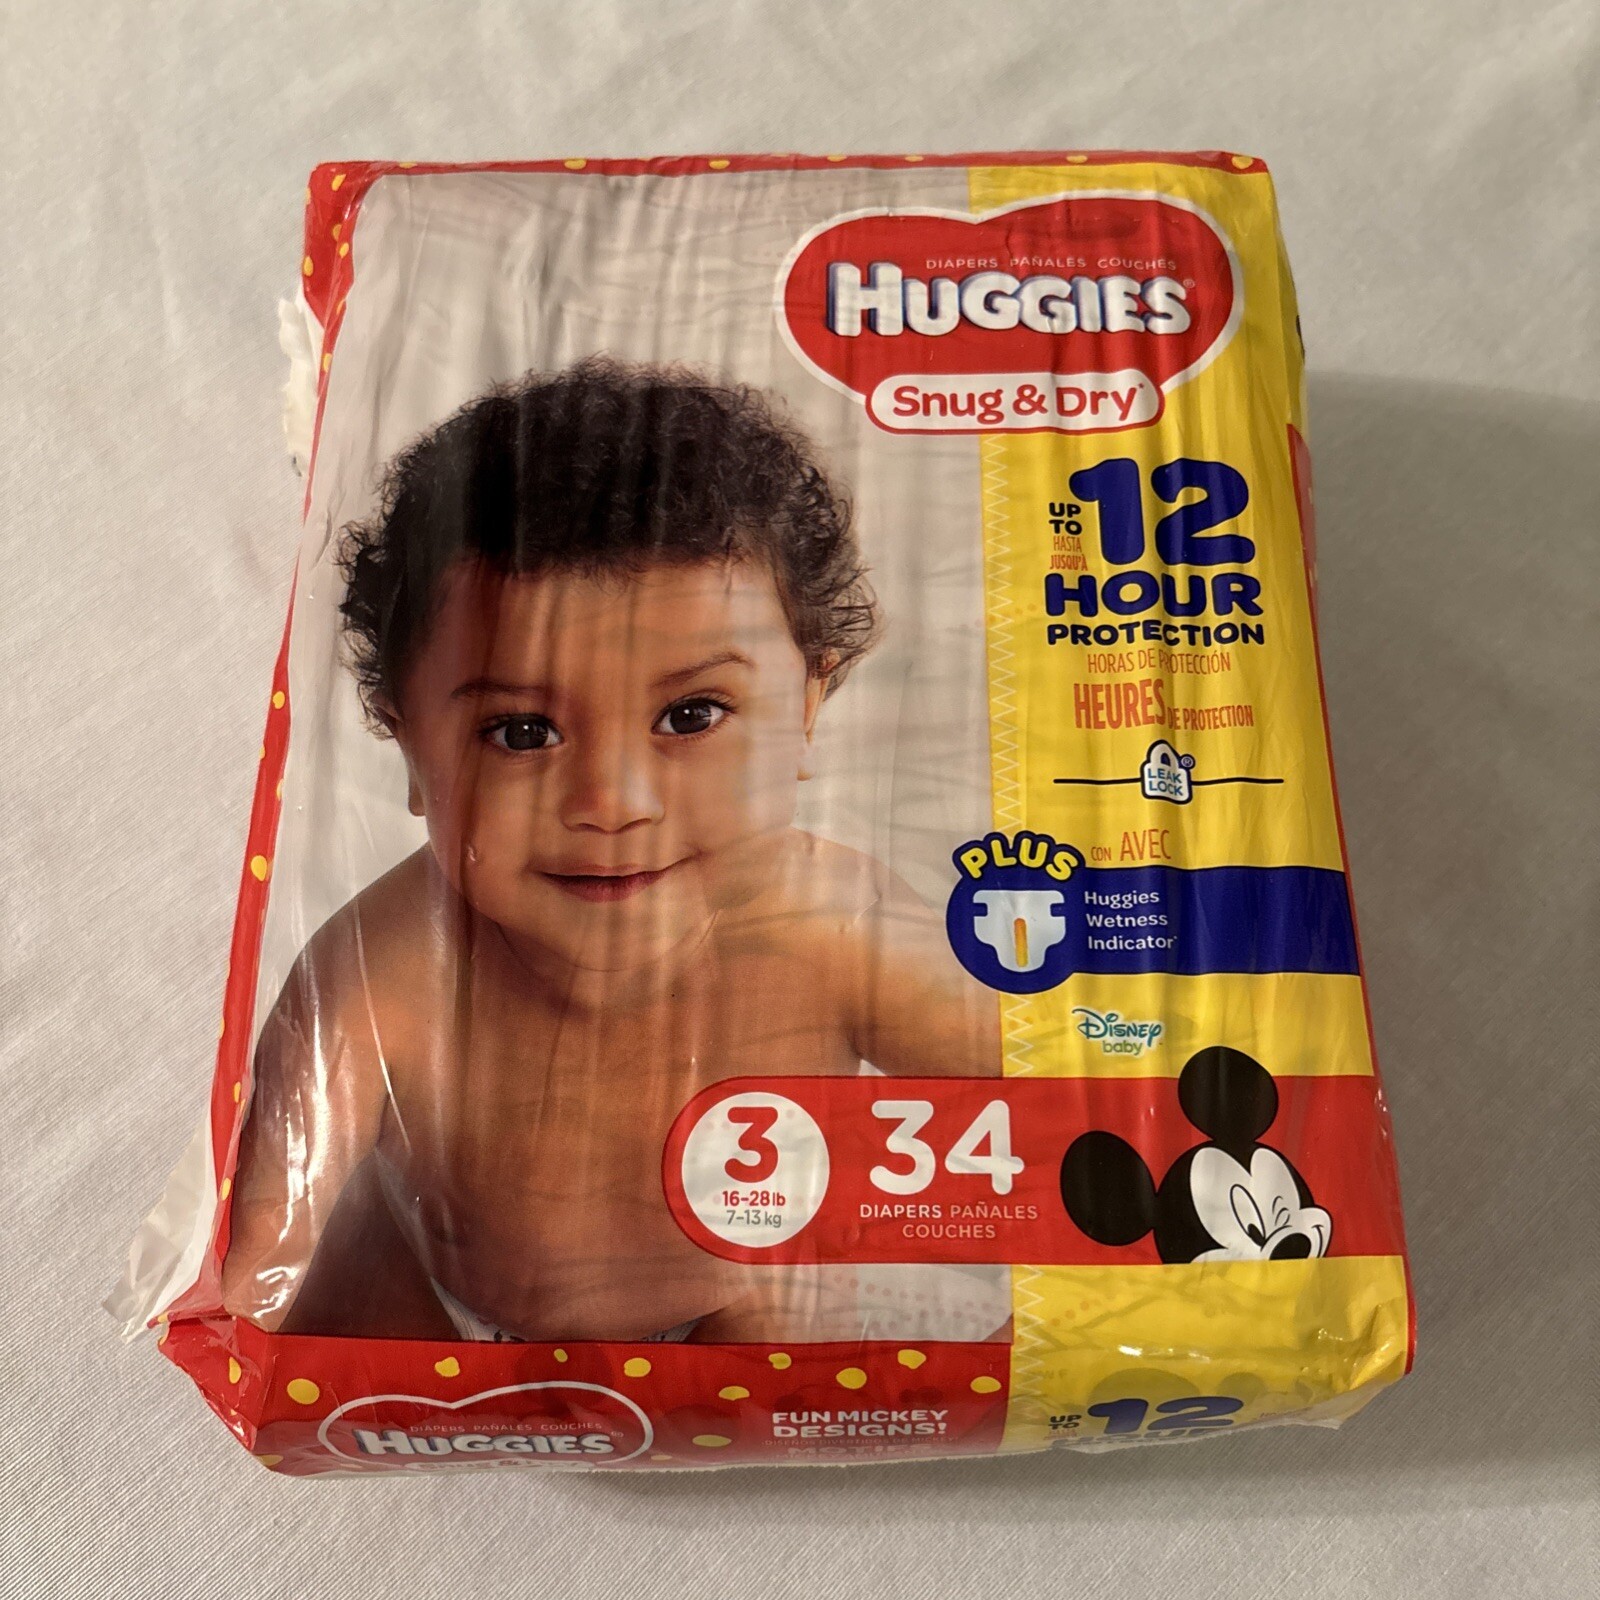 DIAPERS PAÑALES COUCHES
HUGGIES®
Snug & Dry*
UP TO 12
HASTA
JUSQU'À
HOUR
PROTECTION
HORAS DE PROTECCIÓN
HEURES DE PROTECTION
LEAK
LOCK®
PLUS CON AVEC
Huggies
Wetness
Indicator*
Disney
baby
3
16-28 lb
7-13 kg
34
DIAPERS PAÑALES
COUCHES
DIAPERS PAÑALES COUCHES
HUGGIES®
FUN MICKEY
DESIGNS!
UP TO 12